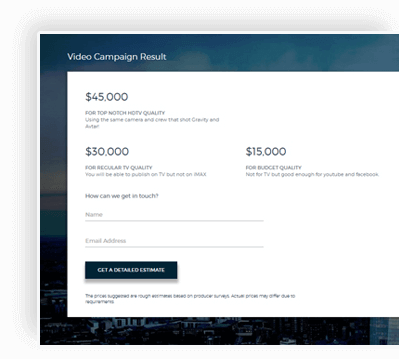 Video Campaign Result
$45,000
FOR TOP NOTCH HDTV QUALITY
Using the same camera and crew that shot Gravity and
Avtar!
$30,000
FOR REGULAR TV QUALITY
You will be able to publish on TV but not on IMAX
$15,000
FOR BUDGET QUALITY
Not for TV but good enough for youtube and facebook
How can we get in touch?
Name
Email Address
GET A DETAILED ESTIMATE
The prices suggested are rough estimates based on producer surveys. Actual prices may differ due to
requirements